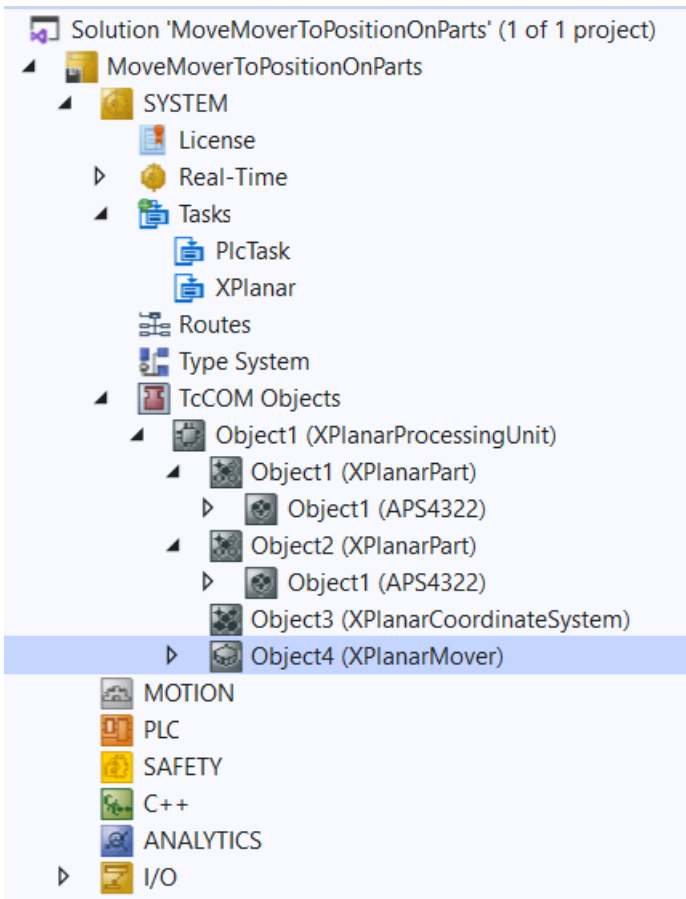 Solution 'MoveMoverToPositionOnParts' (1 of 1 project)
MoveMoverToPositionOnParts
SYSTEM
License
Real-Time
Tasks
PlcTask
XPlanar
Routes
Type System
TcCOM Objects
Object1 (XPlanarProcessingUnit)
Object1 (XPlanarPart)
Object1 (APS4322)
Object2 (XPlanarPart)
Object1 (APS4322)
Object3 (XPlanarCoordinateSystem)
Object4 (XPlanarMover)
MOTION
PLC
SAFETY
C++
ANALYTICS
I/O